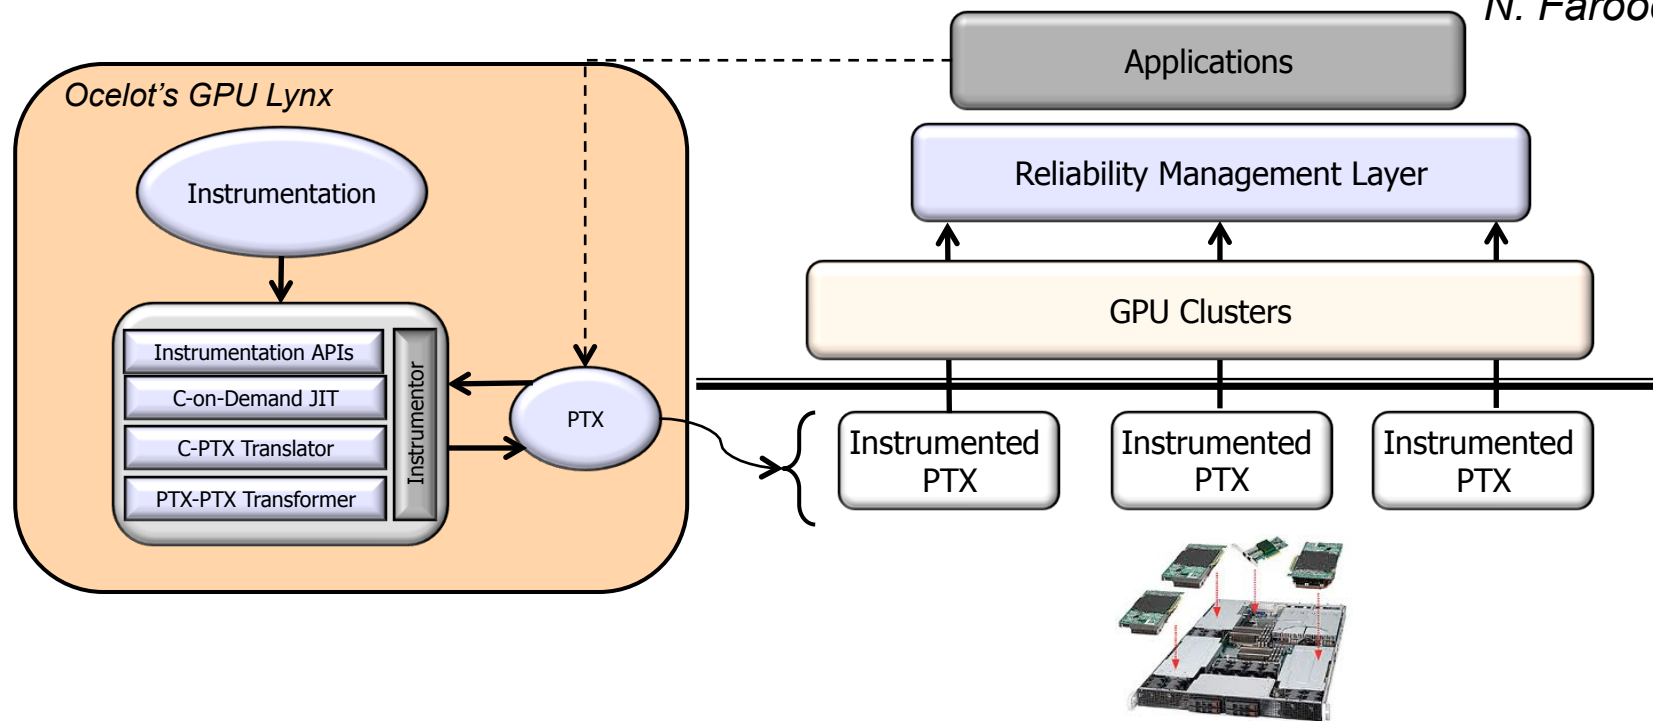 N. Faroo
Applications
Ocelot's GPU Lynx
Reliability Management Layer
Instrumentation
GPU Clusters
Instrumentation APIs
C-on-Demand JIT
C-PTX Translator
PTX-PTX Transformer
Instrumentor
PTX
Instrumented
PTX
Instrumented
PTX
Instrumented
PTX